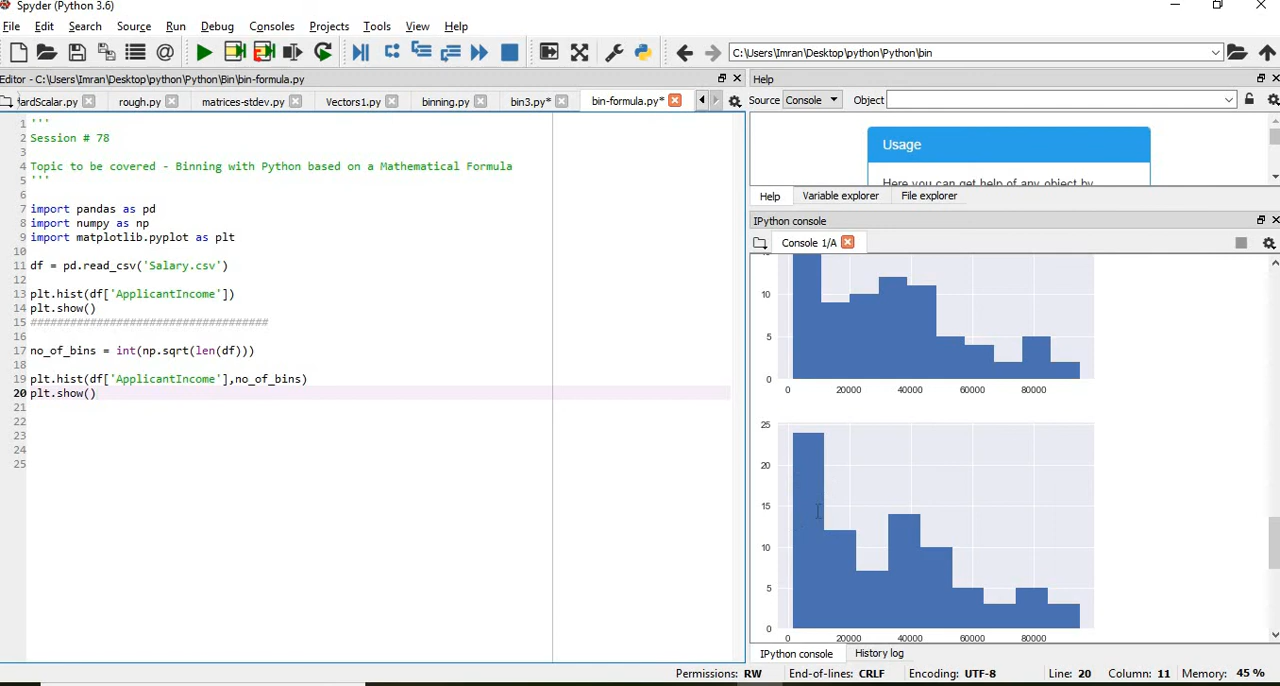 Spyder (Python 3.6)
File Edit Search Source Run Debug Consoles Projects Tools View Help
C:\Users\Imran\Desktop\python\Python\bin
Editor - C:\Users\Imran\Desktop\python\Python\Bin\bin-formula.py
Help
ardScalar.py rough.py matrices-stdev.py Vectors1.py binning.py bin3.py* bin-formula.py*
Source Console Object
1 '''
2 Session # 78
3
4 Topic to be covered - Binning with Python based on a Mathematical Formula
5 '''
6
7 import pandas as pd
8 import numpy as np
9 import matplotlib.pyplot as plt
10
11 df = pd.read_csv('Salary.csv')
12
13 plt.hist(df['ApplicantIncome'])
14 plt.show()
15 ####################################
16
17 no_of_bins = int(np.sqrt(len(df)))
18
19 plt.hist(df['ApplicantIncome'],no_of_bins)
20 plt.show()
21
22
23
24
25
Usage
Here you can get help of any object by
Help Variable explorer File explorer
IPython console
Console 1/A
10
5
0
0 20000 40000 60000 80000
25
20
15
10
5
0
0 20000 40000 60000 80000
IPython console History log
Permissions: RW End-of-lines: CRLF Encoding: UTF-8 Line: 20 Column: 11 Memory: 45 %